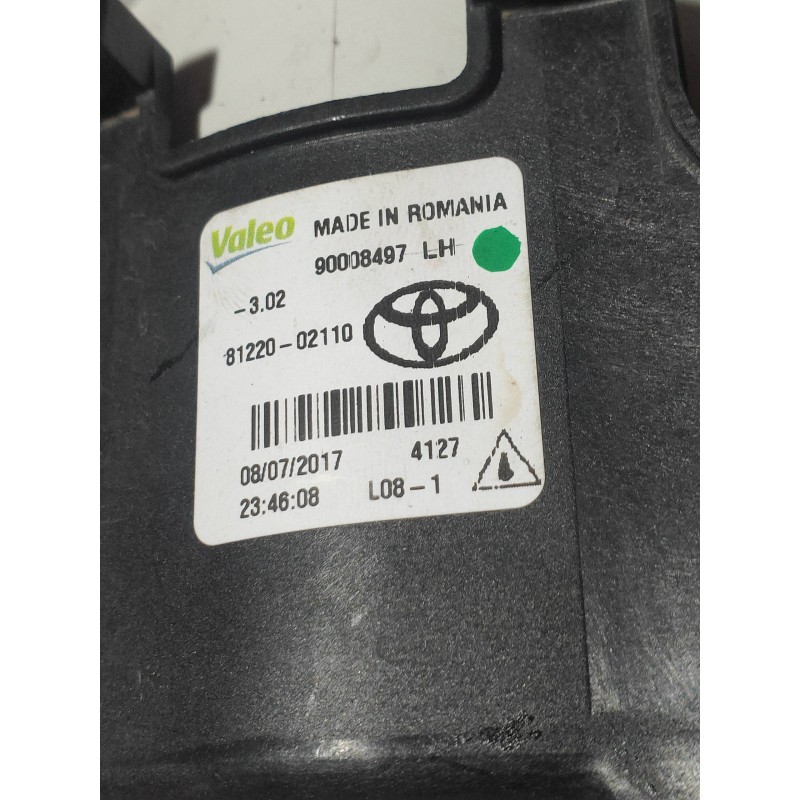 Valeo MADE IN ROMANIA
90008497 LH
-3.02
81220-02110
08/07/2017 4127
23:46:08 L08-1